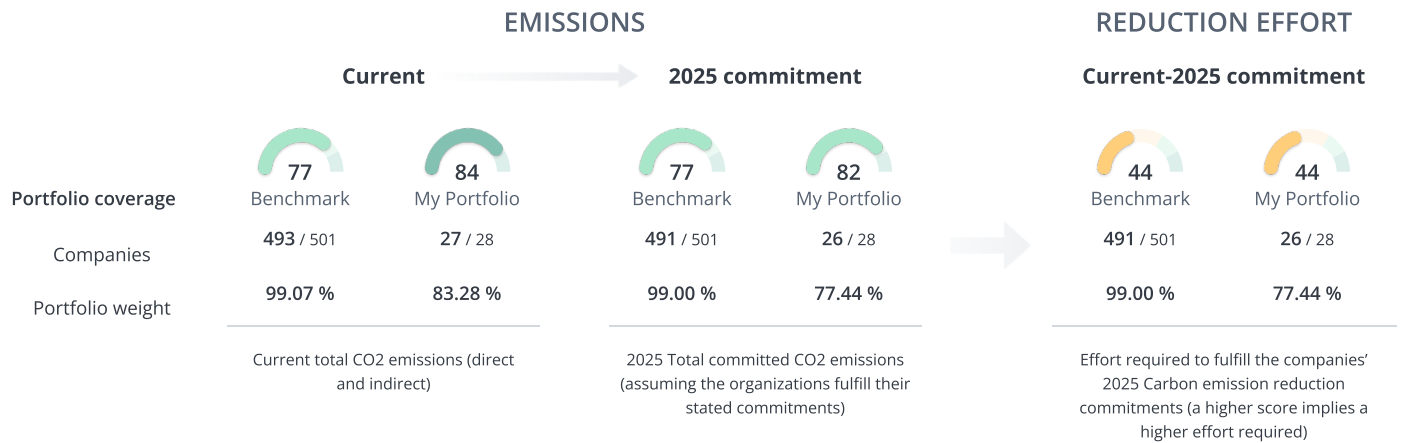 EMISSIONS
REDUCTION EFFORT
Current
2025 commitment
Current-2025 commitment
77
84
77
82
44
44
Portfolio coverage
Benchmark
My Portfolio
Benchmark
My Portfolio
Benchmark
My Portfolio
Companies
493 / 501
27 / 28
491 / 501
26 / 28
491 / 501
26 / 28
Portfolio weight
99.07 %
83.28 %
99.00 %
77.44 %
99.00 %
77.44 %
Current total CO2 emissions (direct
and indirect)
2025 Total committed CO2 emissions
(assuming the organizations fulfill their
stated commitments)
Effort required to fulfill the companies’
2025 Carbon emission reduction
commitments (a higher score implies a
higher effort required)